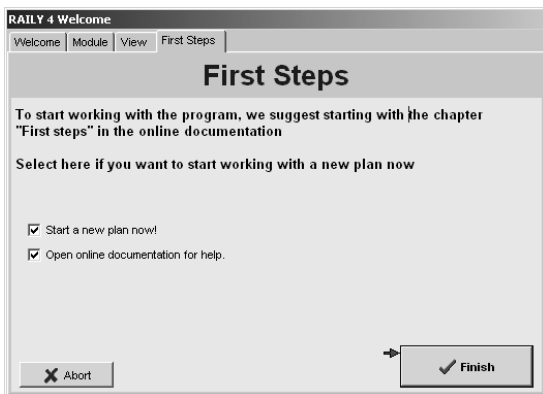 RAILY 4 Welcome
Welcome Module View First Steps
First Steps
To start working with the program, we suggest starting with the chapter
"First steps" in the online documentation
Select here if you want to start working with a new plan now
Start a new plan now!
Open online documentation for help.
Abort Finish